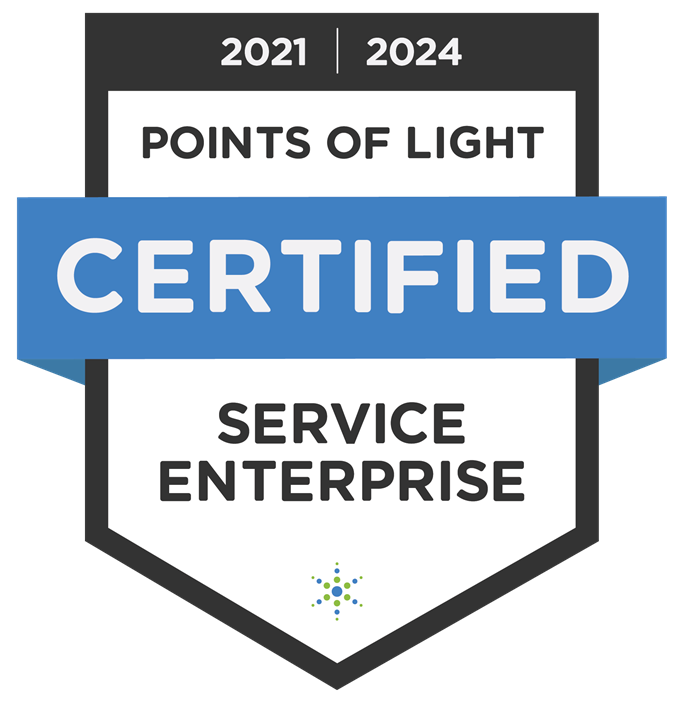 2021 | 2024
POINTS OF LIGHT
CERTIFIED
SERVICE
ENTERPRISE